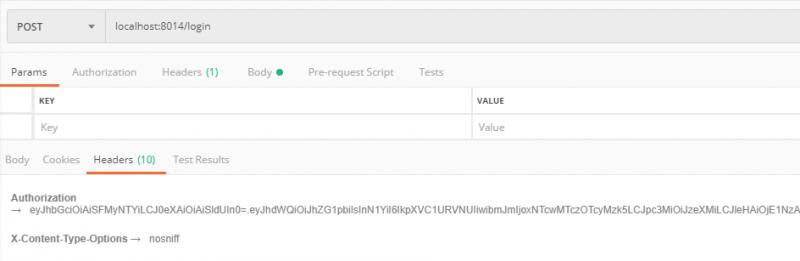 POST localhost:8014/login
Params Authorization Headers (1) Body Pre-request Script Tests
KEY VALUE
Key Value
Body Cookies Headers (10) Test Results
Authorization
→ eyJhbGciOiAiSFMyNTYiLCJ0eXAiOiAiSldUIn0=.eyJhdWQiOiJhZG1pbilsInN1YiI6IkpXVC1URVNUIiwibmJmIjoxNTcwMTczOTcyMzk5LCJpc3MiOiJzeXMiLCJleHAiOjE1NzA
X-Content-Type-Options → nosniff